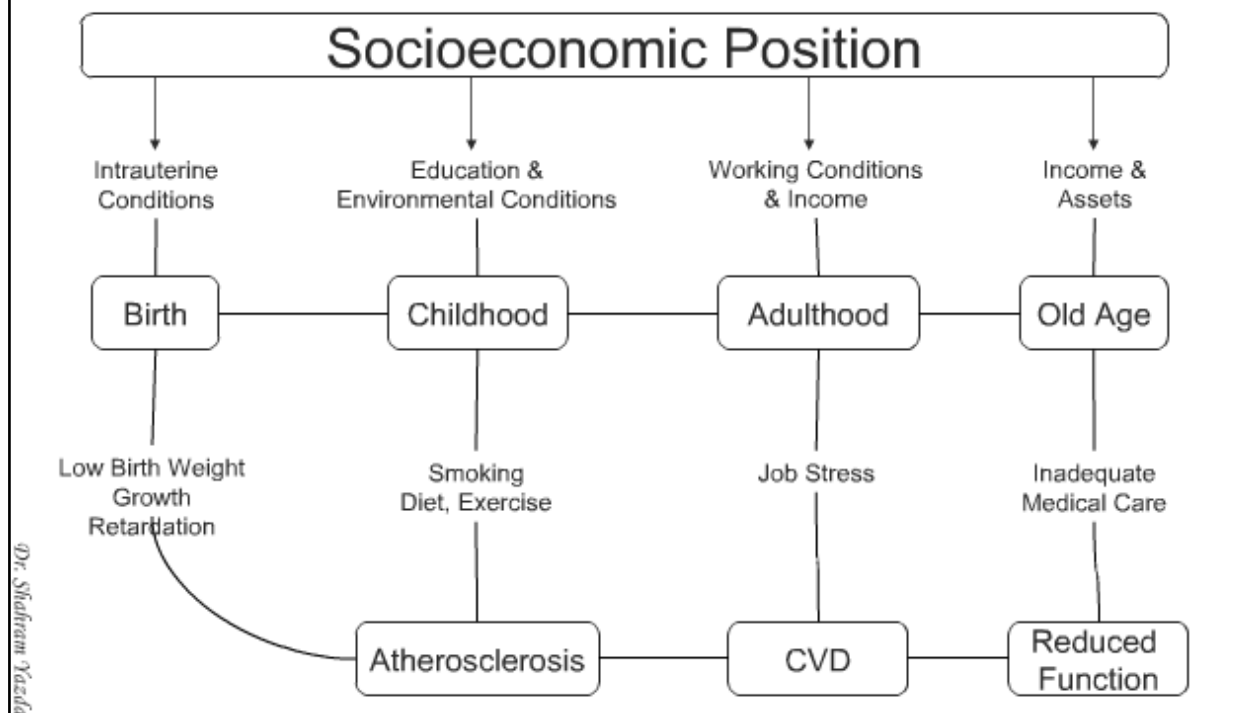 Socioeconomic Position
Intrauterine
Conditions
Education &
Environmental Conditions
Working Conditions
& Income
Income &
Assets
Birth
Childhood
Adulthood
Old Age
Low Birth Weight
Growth
Retardation
Smoking
Diet, Exercise
Job Stress
Inadequate
Medical Care
Atherosclerosis
CVD
Reduced
Function
Dr. Shahram